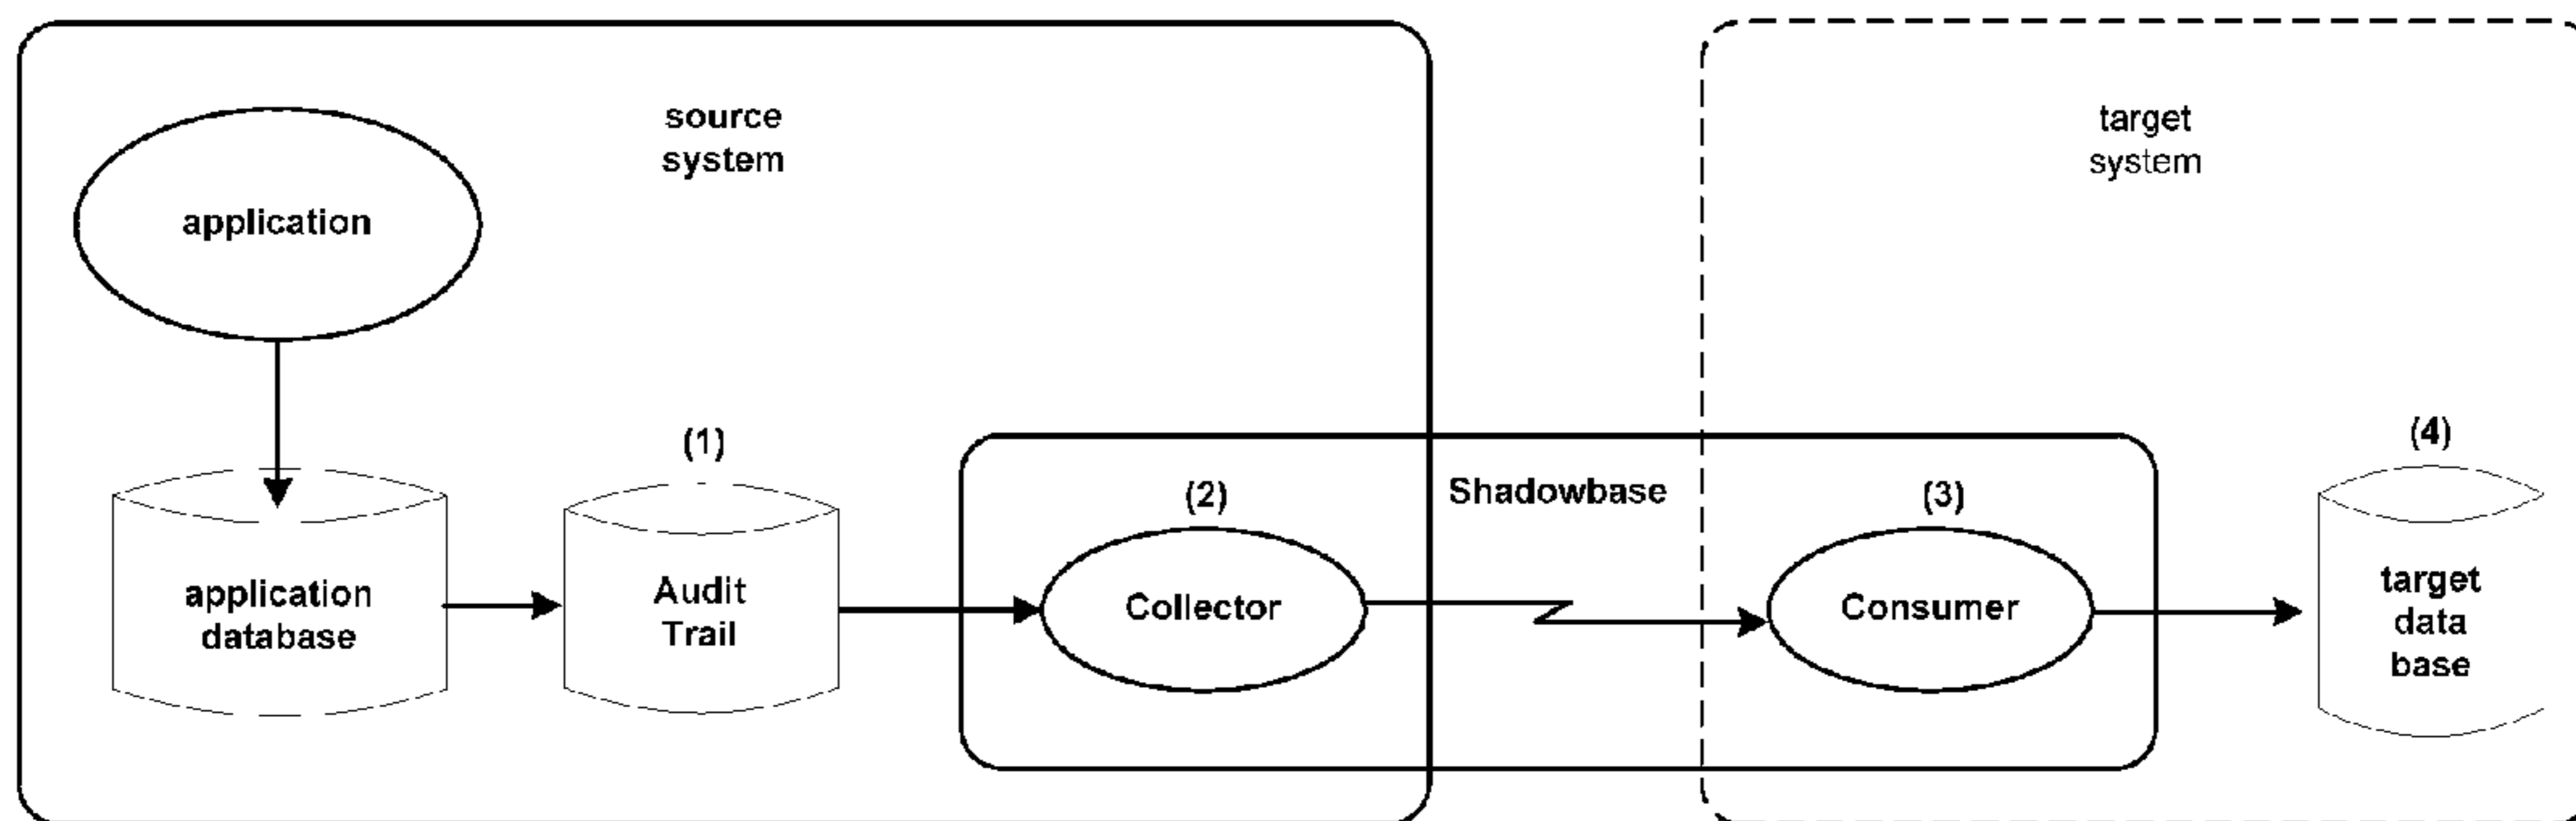 source
system
target
system
application
(1)
(2)
Shadowbase
(3)
(4)
application
database
Audit
Trail
Collector
Consumer
target
data
base